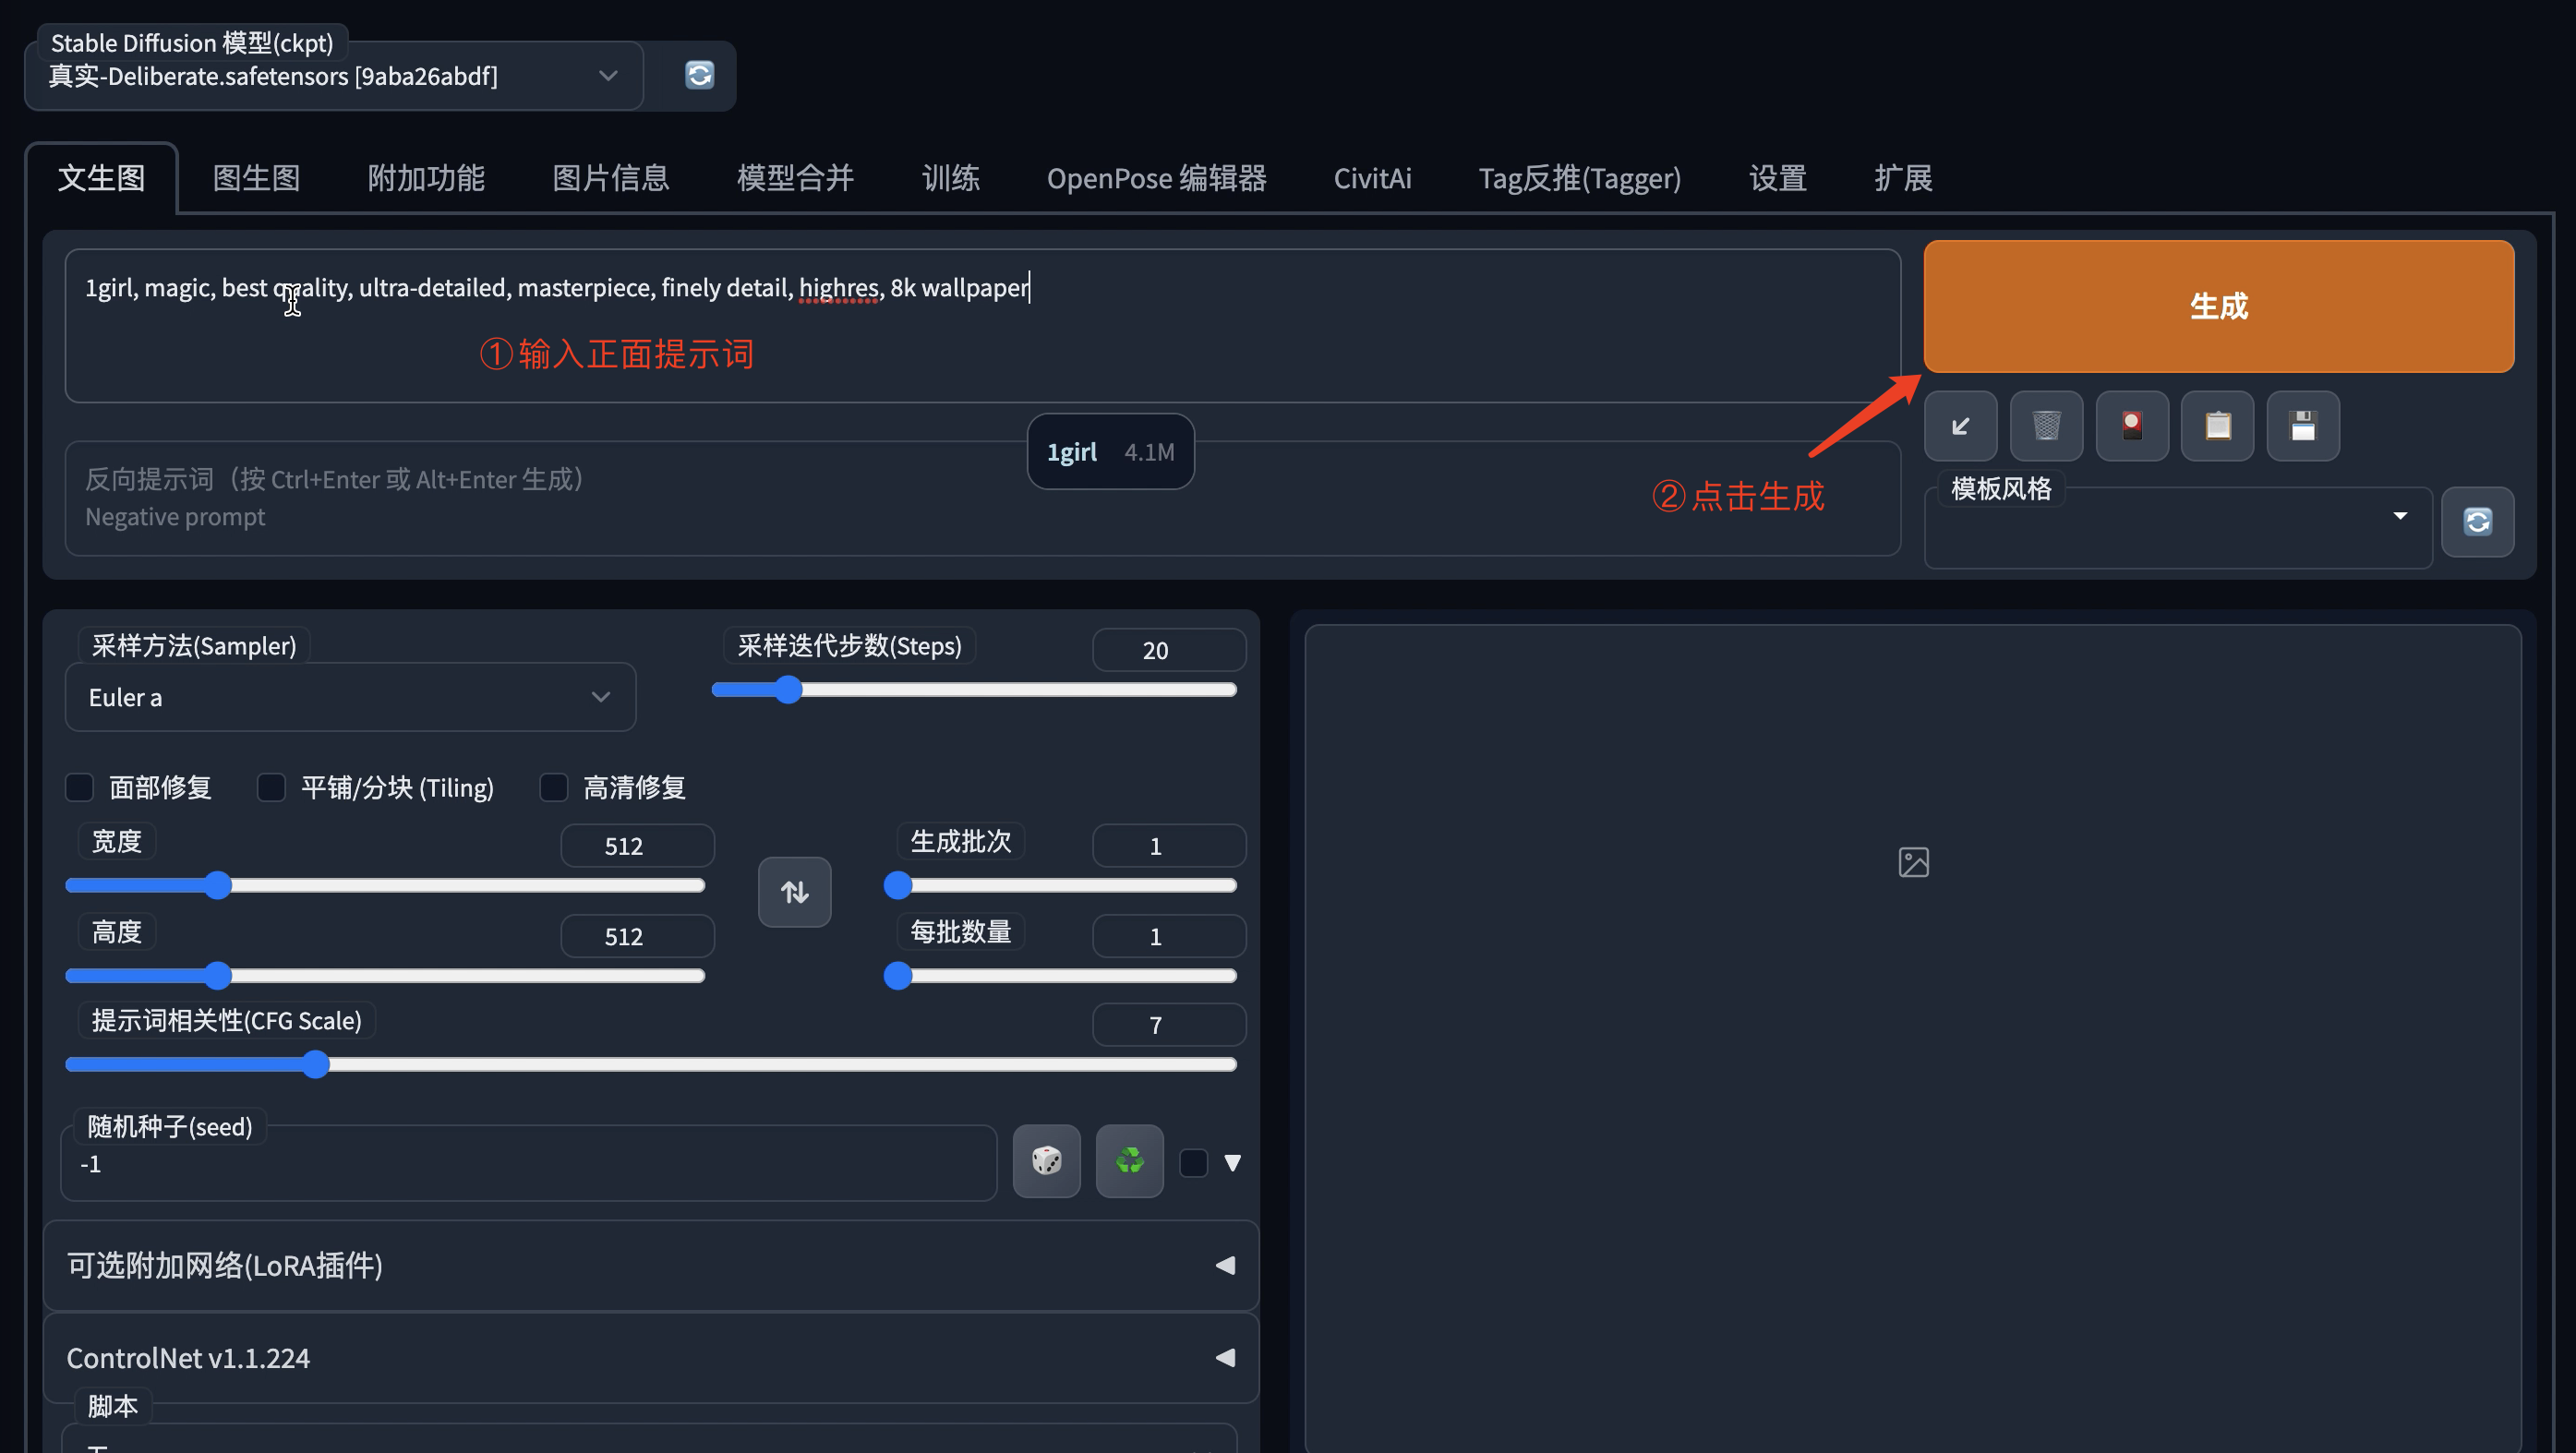 Stable Diffusion 模型(ckpt)
真实-Deliberate.safetensors [9aba26abdf]
文生图 图生图 附加功能 图片信息 模型合并 训练 OpenPose 编辑器 CivitAi Tag反推(Tagger) 设置 扩展
1girl, magic, best quality, ultra-detailed, masterpiece, finely detail, highres, 8k wallpaper
①输入正面提示词
生成
1girl 4.1M
反向提示词（按 Ctrl+Enter 或 Alt+Enter 生成）
Negative prompt
②点击生成
模板风格
采样方法(Sampler)
Euler a
采样迭代步数(Steps) 20
面部修复 平铺/分块 (Tiling) 高清修复
宽度 512
生成批次 1
高度 512
每批数量 1
提示词相关性(CFG Scale) 7
随机种子(seed)
-1
可选附加网络(LoRA插件)
ControlNet v1.1.224
脚本